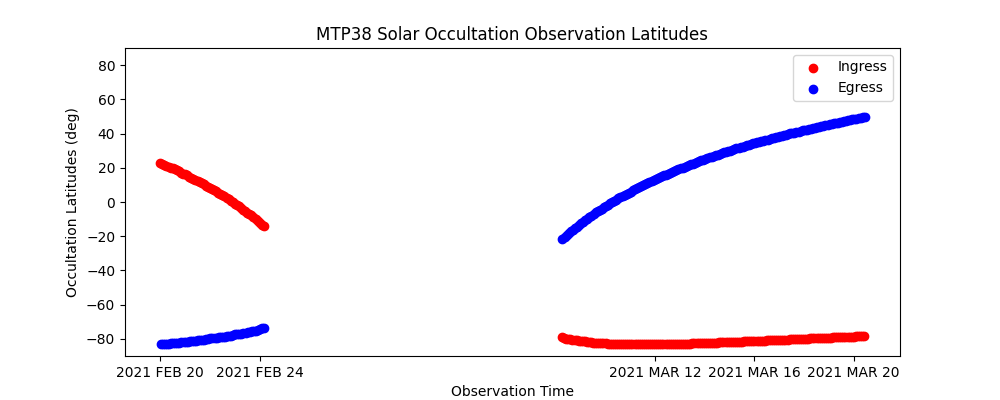 MTP38 Solar Occultation Observation Latitudes
Ingress
Egress
Occultation Latitudes (deg)
80
60
40
20
0
−20
−40
−60
−80
2021 FEB 20 2021 FEB 24 2021 MAR 12 2021 MAR 16 2021 MAR 20
Observation Time